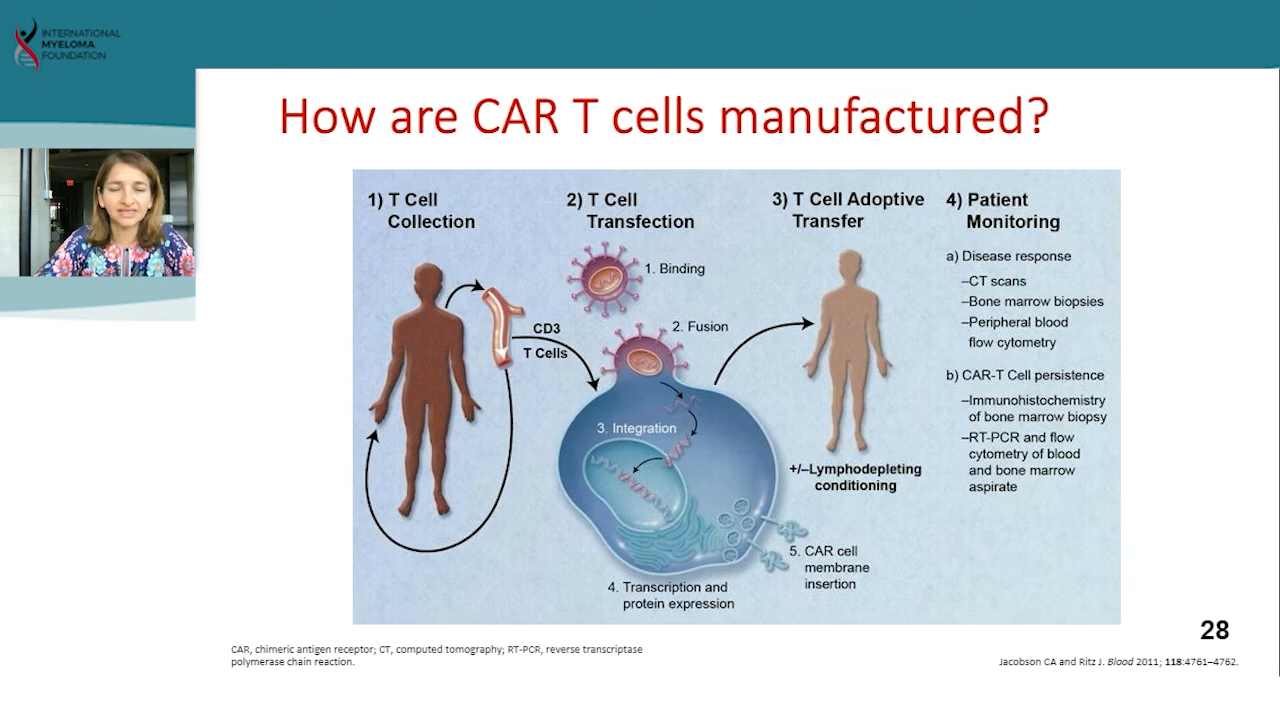 INTERNATIONAL
MYELOMA
FOUNDATION
How are CAR T cells manufactured?
1) T Cell
Collection
2) T Cell
Transfection
1. Binding
2. Fusion
CD3
T Cells
3. Integration
4. Transcription and
protein expression
5. CAR cell
membrane
insertion
3) T Cell Adoptive
Transfer
+/–Lymphodepleting
conditioning
4) Patient
Monitoring
a) Disease response
–CT scans
–Bone marrow biopsies
–Peripheral blood
flow cytometry
b) CAR-T Cell persistence
–Immunohistochemistry
of bone marrow biopsy
–RT-PCR and flow
cytometry of blood
and bone marrow
aspirate
28
CAR, chimeric antigen receptor; CT, computed tomography; RT-PCR, reverse transcriptase
polymerase chain reaction.
Jacobson CA and Ritz J. Blood 2011; 118:4761–4762.